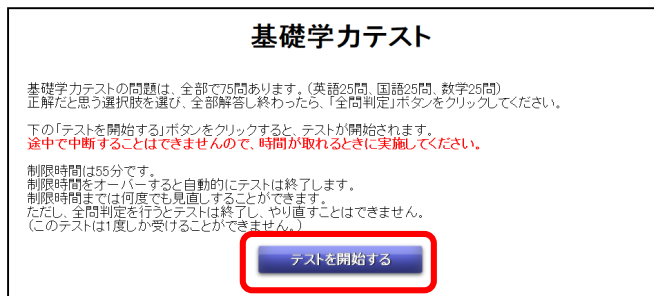 基礎学力テスト
基礎学力テストの問題は、全部で75問あります。(英語25問、国語25問、数学25問)
正解だと思う選択肢を選び、全部解答し終わったら、「全問判定」ボタンをクリックしてください。
下の「テストを開始する」ボタンをクリックすると、テストが開始されます。
途中で中断することはできませんので、時間が取れるときに実施してください。
制限時間は55分です。
制限時間をオーバーすると自動的にテストは終了します。
制限時間までは何度でも見直しすることができます。
ただし、全問判定を行うとテストは終了し、やり直すことはできません。
(このテストは1度しか受けることができません。)
テストを開始する